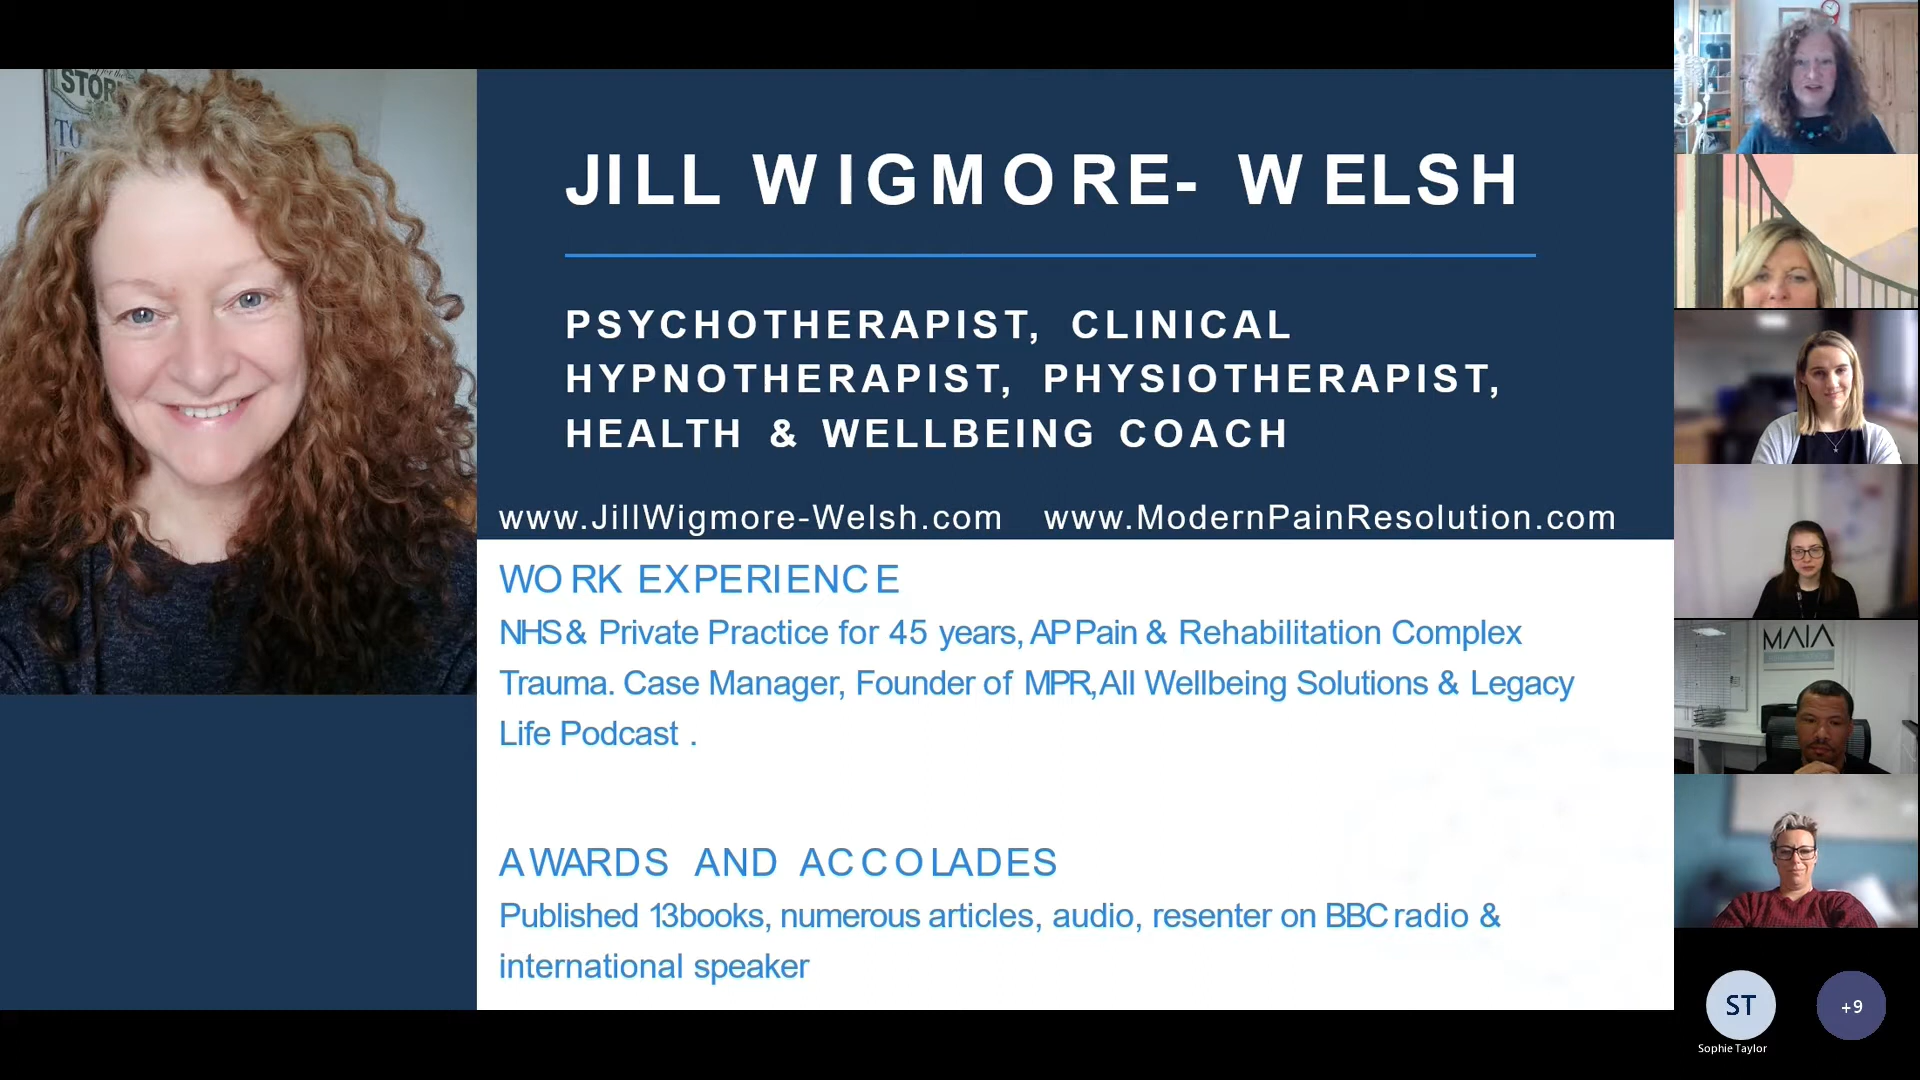 STOR
TO
JILL WIGMORE- WELSH
PSYCHOTHERAPIST, CLINICAL
HYPNOTHERAPIST, PHYSIOTHERAPIST,
HEALTH & WELLBEING COACH
www.JillWigmore-Welsh.com www.ModernPainResolution.com
WORK EXPERIENCE
NHS & Private Practice for 45 years, AP Pain & Rehabilitation Complex
Trauma. Case Manager, Founder of MPR, All Wellbeing Solutions & Legacy
Life Podcast .
AWARDS AND ACCOLADES
Published 13books, numerous articles, audio, resenter on BBC radio &
international speaker
MAIA
ST
+9
Sophie Taylor